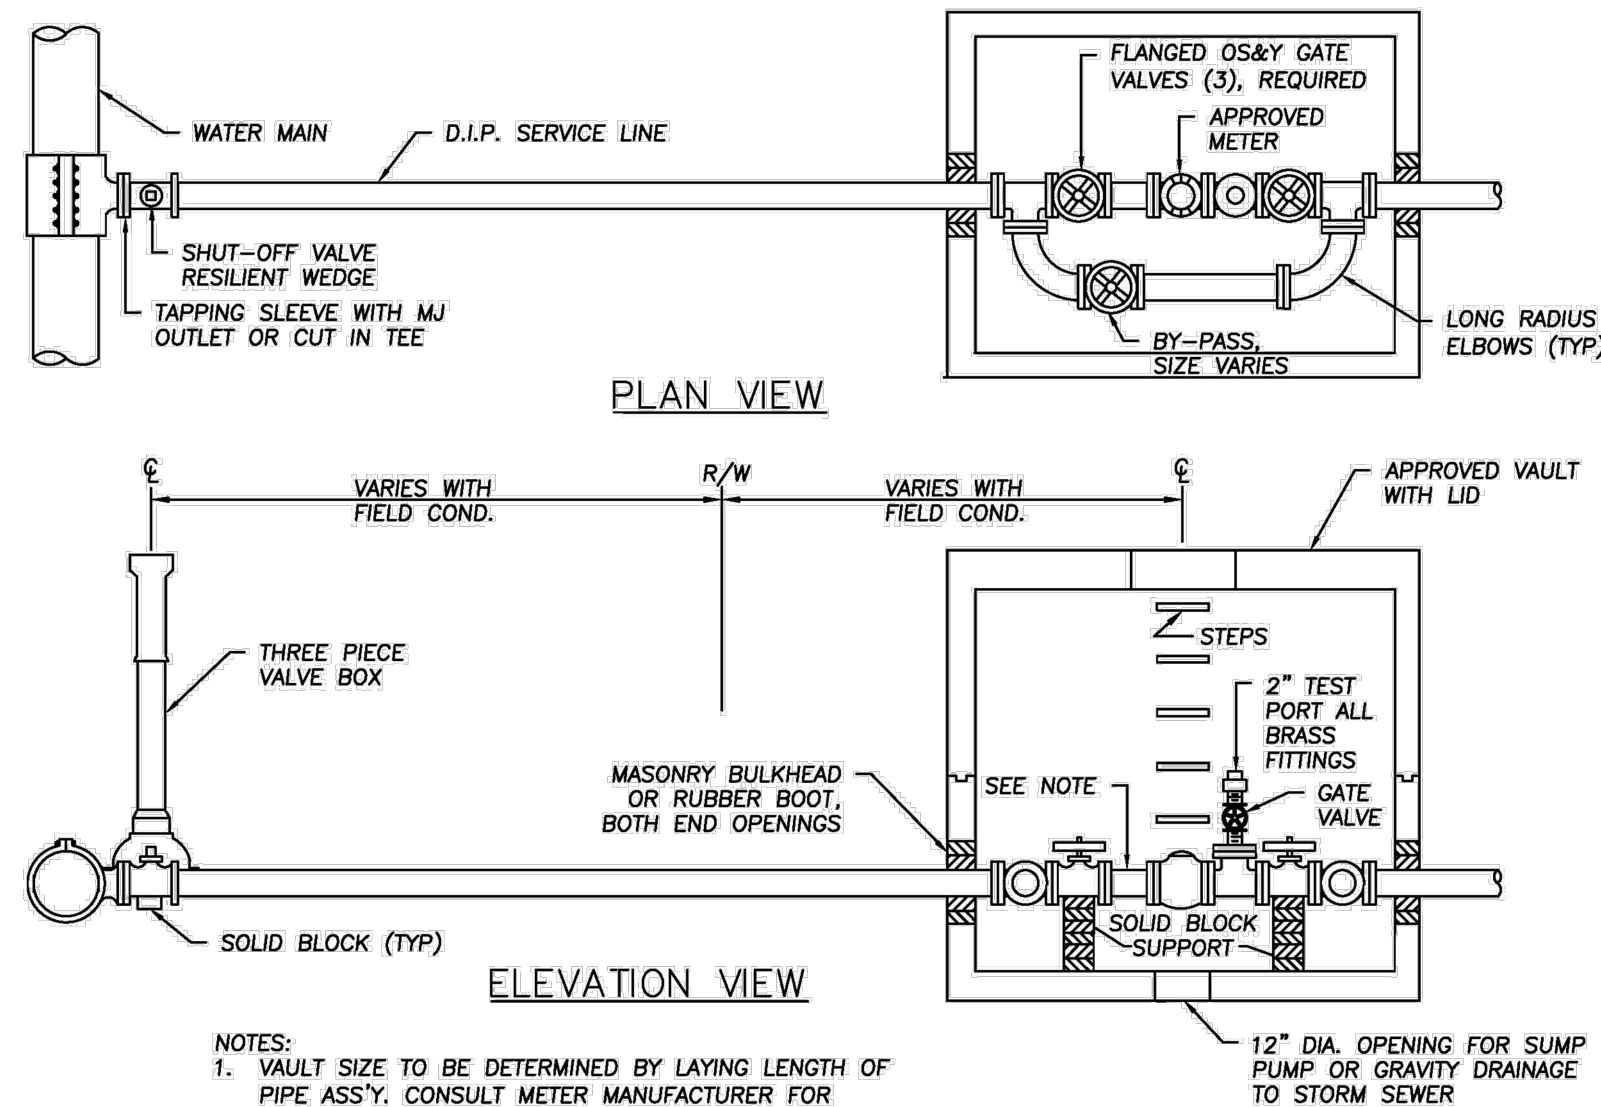 FLANGED OS&Y GATE
VALVES (3), REQUIRED
APPROVED
METER
WATER MAIN
D.I.P. SERVICE LINE
SHUT-OFF VALVE
RESILIENT WEDGE
TAPPING SLEEVE WITH MJ
OUTLET OR CUT IN TEE
LONG RADIUS
ELBOWS (TYP)
BY-PASS,
SIZE VARIES
PLAN VIEW
℄
VARIES WITH
FIELD COND.
R/W
VARIES WITH
FIELD COND.
℄
APPROVED VAULT
WITH LID
STEPS
THREE PIECE
VALVE BOX
2" TEST
PORT ALL
BRASS
FITTINGS
MASONRY BULKHEAD
OR RUBBER BOOT,
BOTH END OPENINGS
SEE NOTE
GATE
VALVE
SOLID BLOCK (TYP)
SOLID BLOCK
SUPPORT
ELEVATION VIEW
NOTES:
1. VAULT SIZE TO BE DETERMINED BY LAYING LENGTH OF
PIPE ASS'Y. CONSULT METER MANUFACTURER FOR
12" DIA. OPENING FOR SUMP
PUMP OR GRAVITY DRAINAGE
TO STORM SEWER